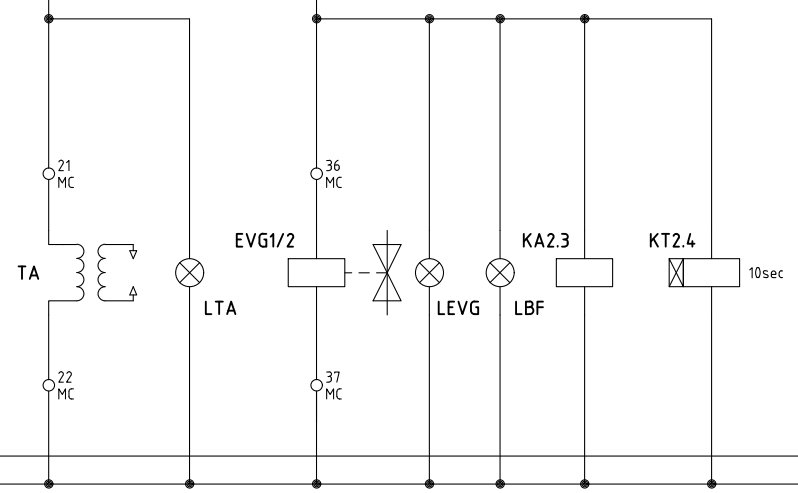 21
MC
36
MC
EVG1/2
KA2.3
KT2.4
TA
10sec
LTA
LEVG
LBF
22
MC
37
MC